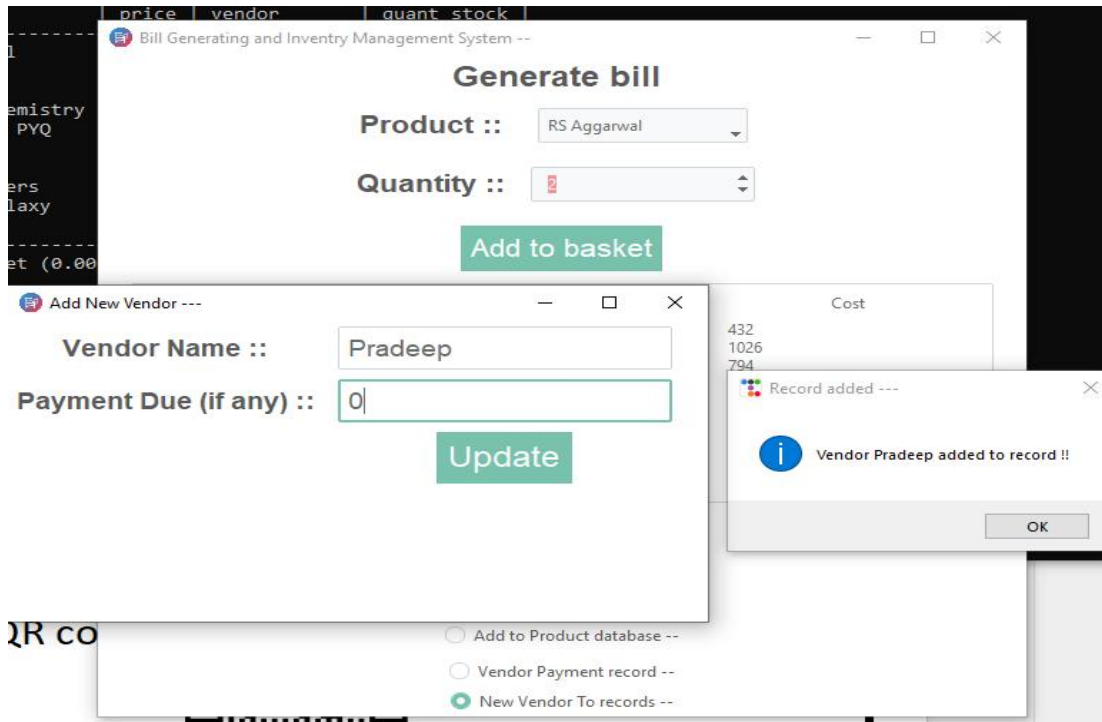 | price | vendor | quant_stock |
Bill Generating and Inventry Management System --
Generate bill
emistry
PYQ
Product ::
RS Aggarwal
ers
laxy
Quantity ::
2
et (0.00
Add to basket
Add New Vendor ---
Cost
Vendor Name ::
Pradeep
432
1026
794
Payment Due (if any) ::
0
Record added ---
Update
Vendor Pradeep added to record !!
OK
QR co
Add to Product database --
Vendor Payment record --
New Vendor To records --